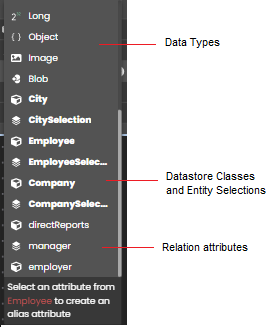 Long
{} Object
Image
Blob
City
CitySelection
Employee
EmployeeSelec...
Company
CompanySelec...
directReports
manager
employer
Select an attribute from
Employee to create an
alias attribute
Data Types
Datastore Classes
and Entity Selections
Relation attributes